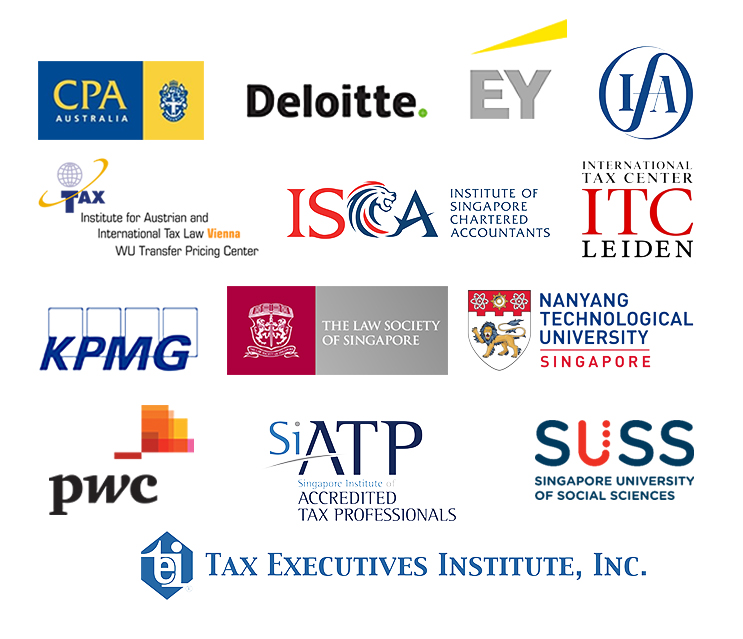 CPA
AUSTRALIA
Deloitte.
EY
IFA
TAX
Institute for Austrian and
International Tax Law Vienna
WU Transfer Pricing Center
ISCA
INSTITUTE OF
SINGAPORE
CHARTERED
ACCOUNTANTS
INTERNATIONAL
TAX CENTER
ITC
LEIDEN
KPMG
THE LAW SOCIETY
OF SINGAPORE
NANYANG
TECHNOLOGICAL
UNIVERSITY
SINGAPORE
pwc
SiATP
Singapore Institute of
ACCREDITED
TAX PROFESSIONALS
SUSS
SINGAPORE UNIVERSITY
OF SOCIAL SCIENCES
tei
TAX EXECUTIVES INSTITUTE, INC.